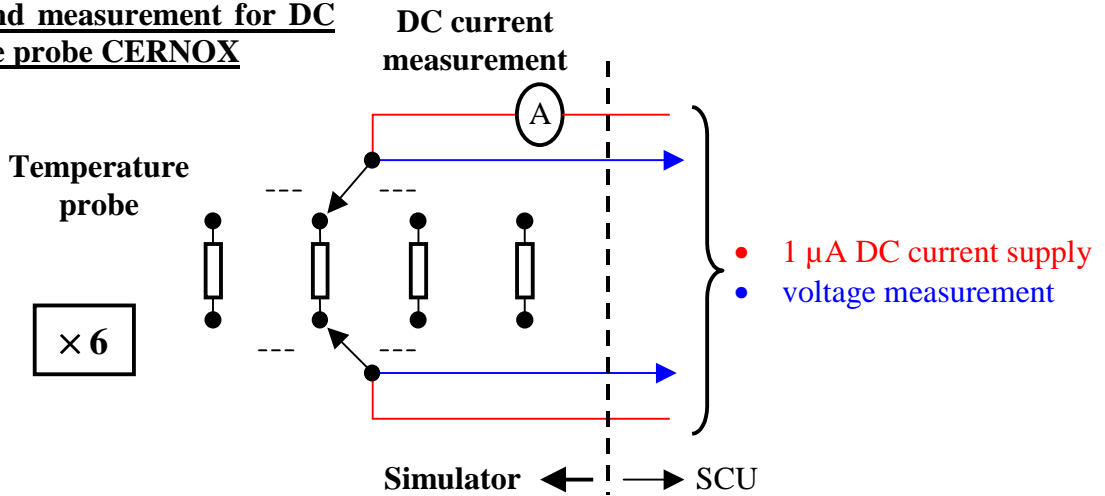 nd measurement for DC
e probe CERNOX
DC current
measurement
A
Temperature
probe
× 6
• 1 µA DC current supply
• voltage measurement
Simulator
SCU